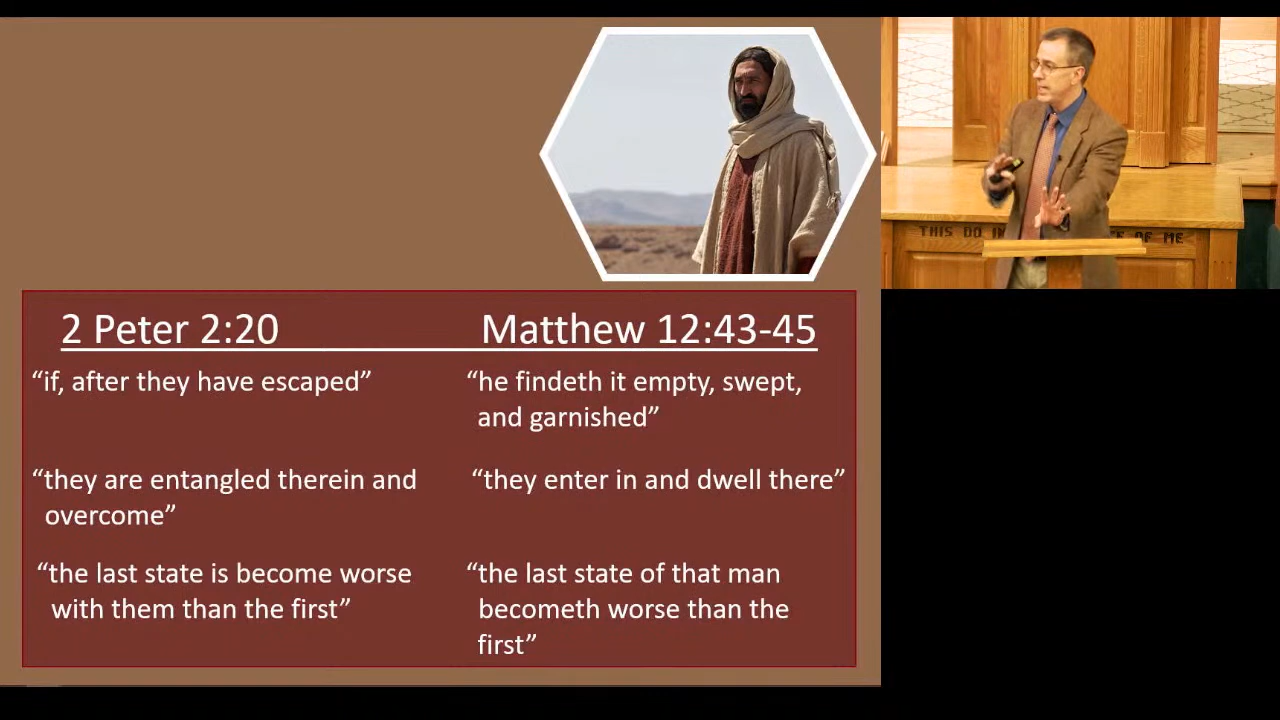 2 Peter 2:20
Matthew 12:43-45
“if, after they have escaped”
“he findeth it empty, swept,
and garnished”
“they are entangled therein and
overcome”
“they enter in and dwell there”
“the last state is become worse
with them than the first”
“the last state of that man
becometh worse than the
first”
THIS DO IN OF ME